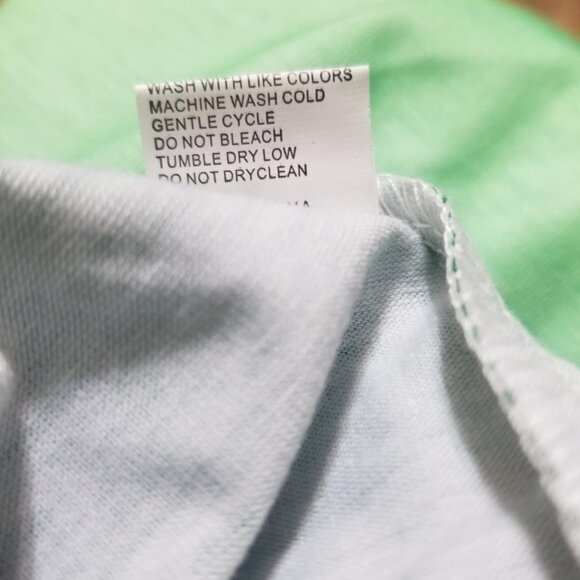 WASH WITH LIKE COLORS
MACHINE WASH COLD
GENTLE CYCLE
DO NOT BLEACH
TUMBLE DRY LOW
DO NOT DRYCLEAN